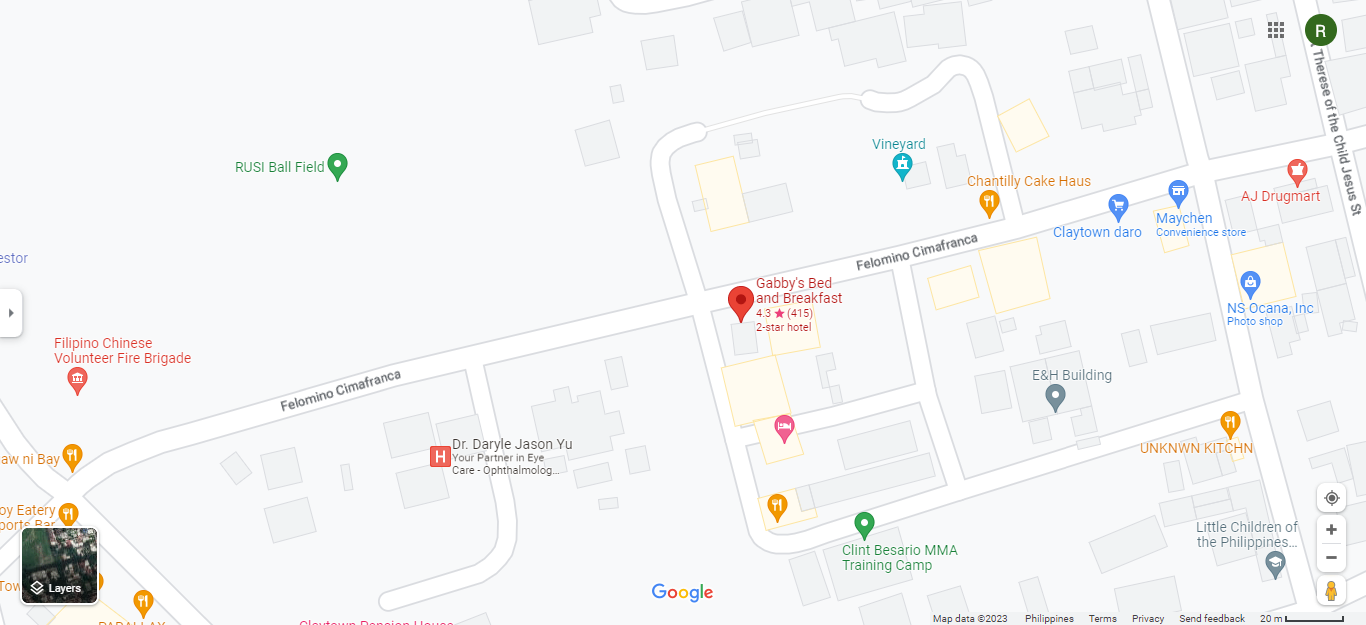 R
Therese of the Child Jesus St
Vineyard
RUSI Ball Field
Chantilly Cake Haus
AJ Drugmart
Maychen
Convenience store
Claytown daro
Felomino Cimafranca
estor
Gabby's Bed
and Breakfast
4.3 ★ (415)
2-star hotel
NS Ocana, Inc
Photo shop
Filipino Chinese
Volunteer Fire Brigade
E&H Building
Felomino Cimafranca
H
Dr. Daryle Jason Yu
Your Partner in Eye
Care - Ophthalmolog...
UNKNWN KITCHN
aw ni Bay
oy Eatery
ports Bar
Little Children of
the Philippines...
Clint Besario MMA
Training Camp
Layers
Tow
Google
Claytown Pension House
Map data ©2023 Philippines Terms Privacy Send feedback 20 m